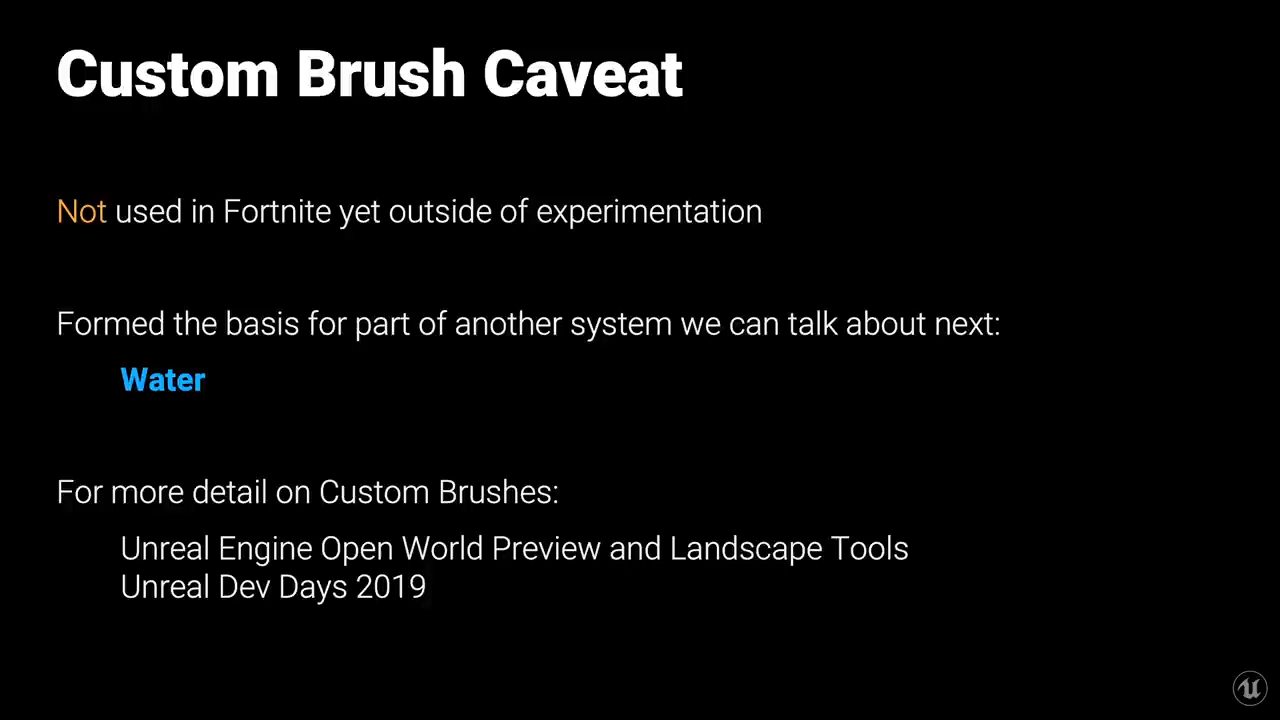 Custom Brush Caveat
Not used in Fortnite yet outside of experimentation
Formed the basis for part of another system we can talk about next:
Water
For more detail on Custom Brushes:
Unreal Engine Open World Preview and Landscape Tools
Unreal Dev Days 2019